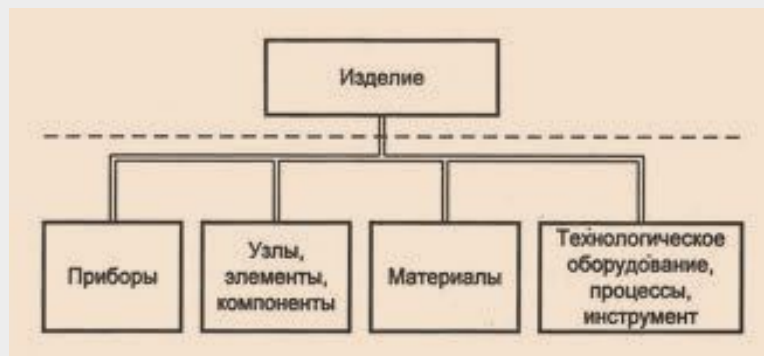 Изделие
Приборы
Узлы,
элементы,
компоненты
Материалы
Технологическое
оборудование,
процессы,
инструмент